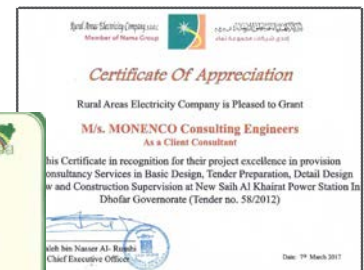 Rural Areas Electricity Company SAOC
Member of Nama Group
Certificate Of Appreciation
Rural Areas Electricity Company is Pleased to Grant
M/s. MONENCO Consulting Engineers
As a Client Consultant
his Certificate in recognition for their project excellence in provision
onsultancy Services in Basic Design, Tender Preparation, Detail Design
w and Construction Supervision at New Saih Al Khairat Power Station In
Dhofar Governorate (Tender no. 58/2012)
aleh bin Nasser Al-
Chief Executive Officer
Date: 7th March 2017